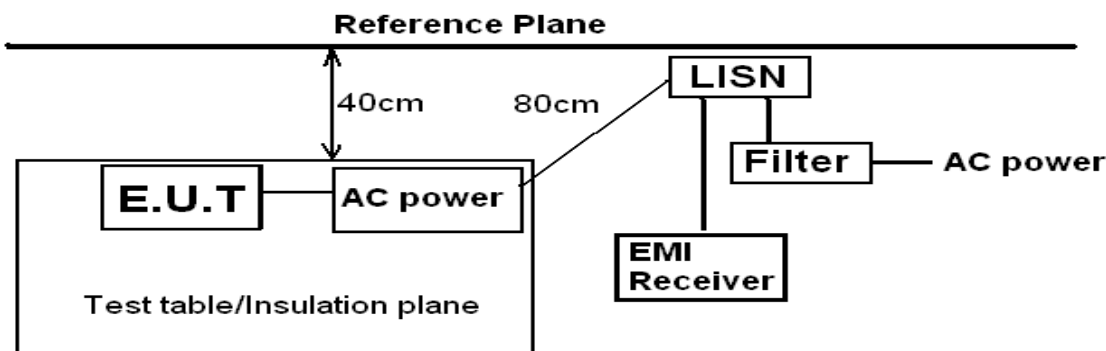 Reference Plane
LISN
40cm
80cm
Filter
AC power
E.U.T
AC power
EMI
Receiver
Test table/Insulation plane